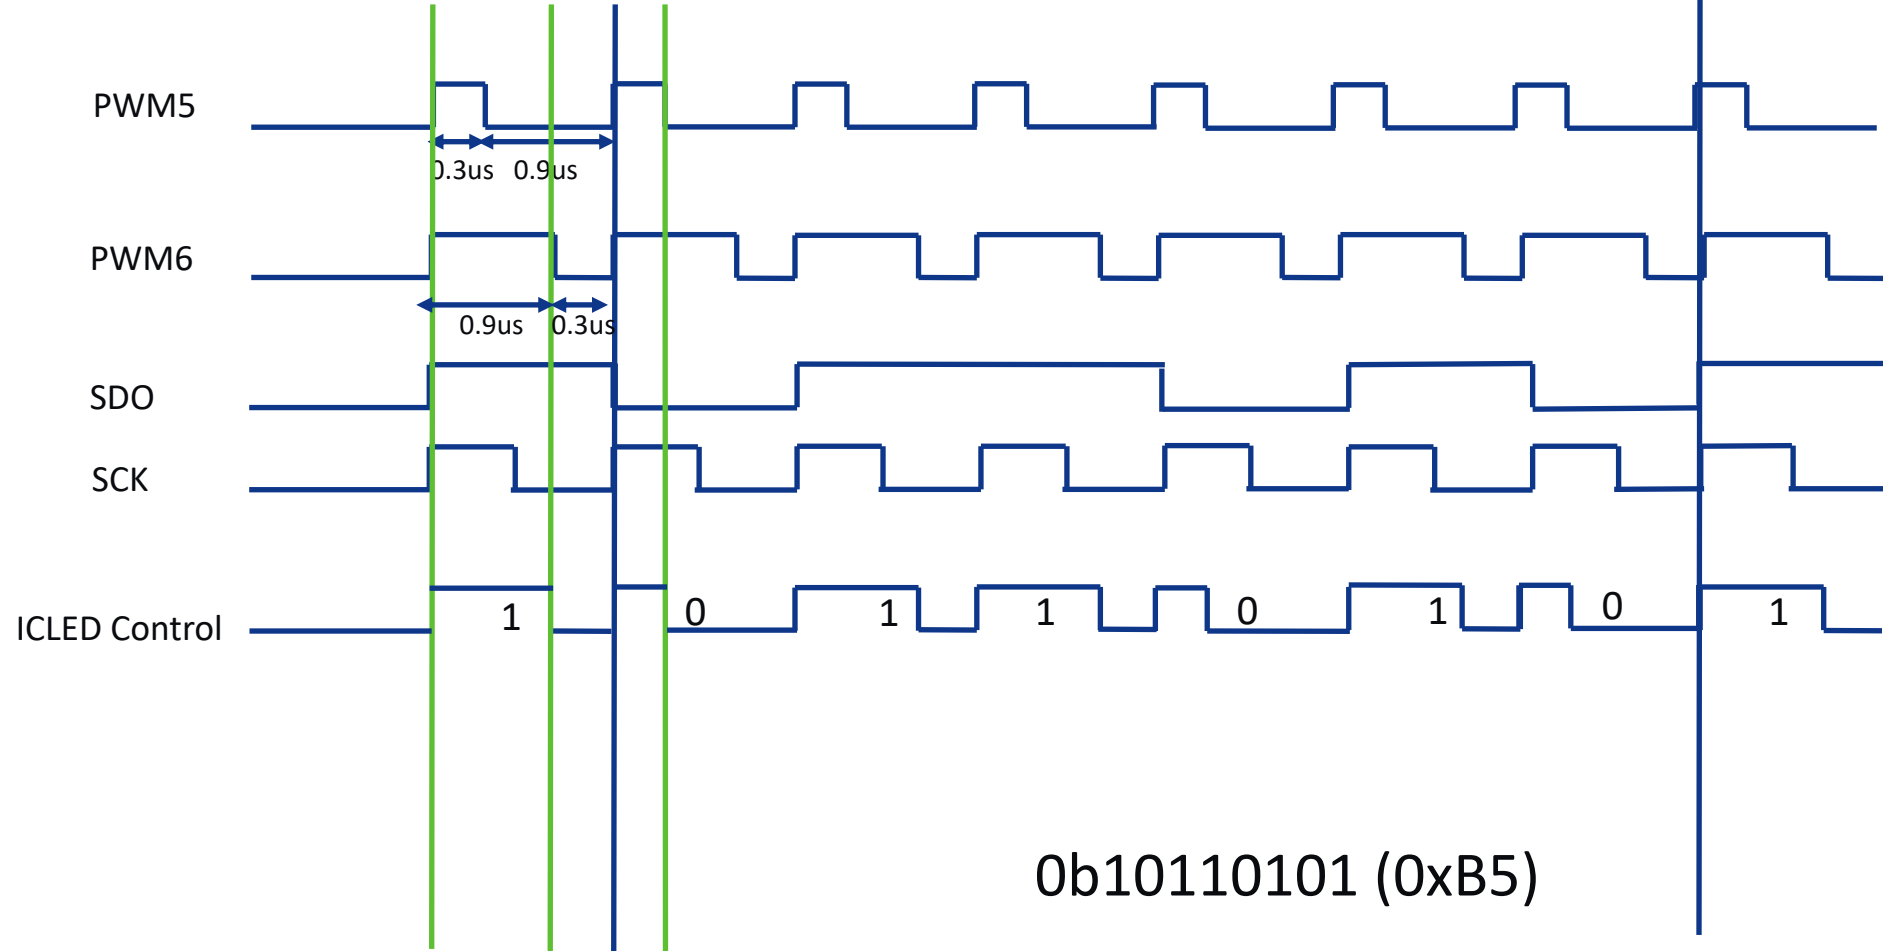 PWM5
0.3us 0.9us
PWM6
0.9us 0.3us
SDO
SCK
ICLED Control
1 0 1 1 0 1 0 1
0b10110101 (0xB5)